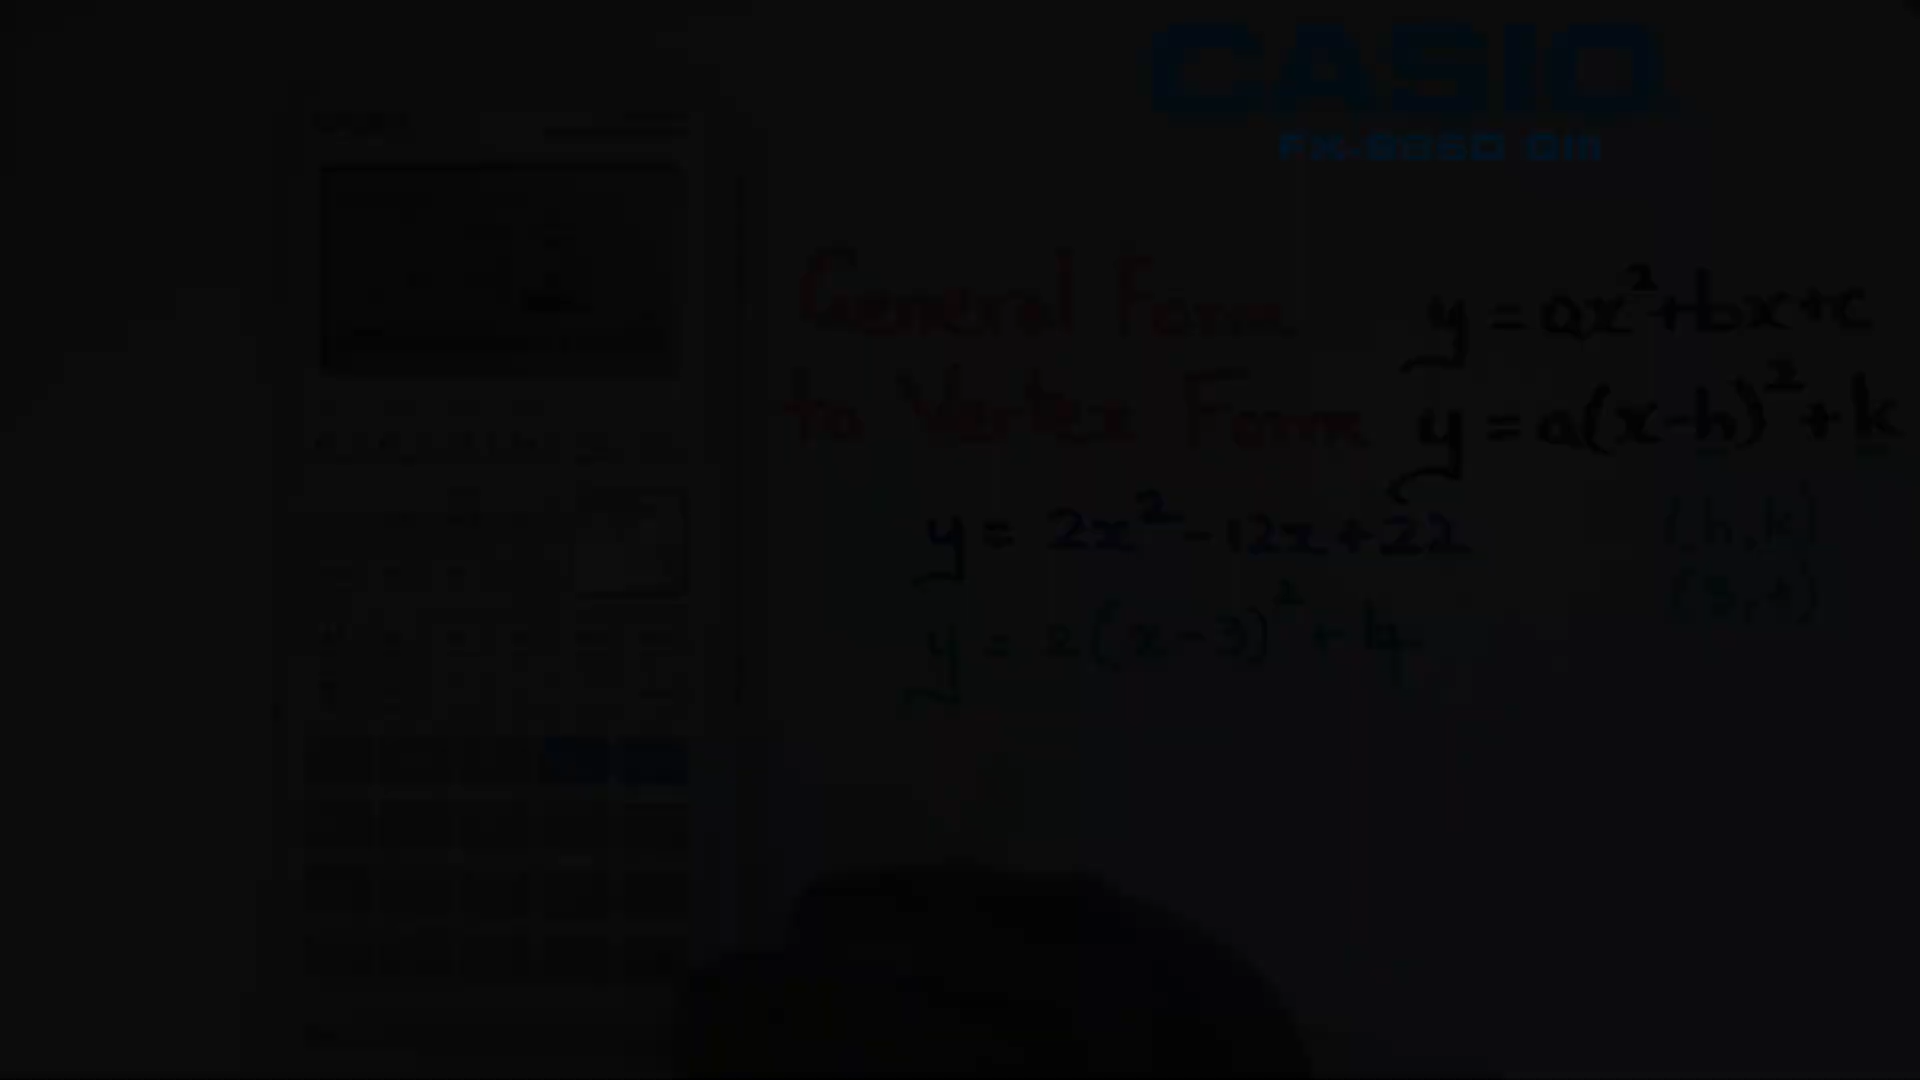 CASIO
FX-9860 GIII
General Form y = ax² + bx + c
to Vertex Form y = a(x-h)² + k
y = 2x² - 12x + 22
(h, k)
(3, 4)
y = 2(x-3)² + 4